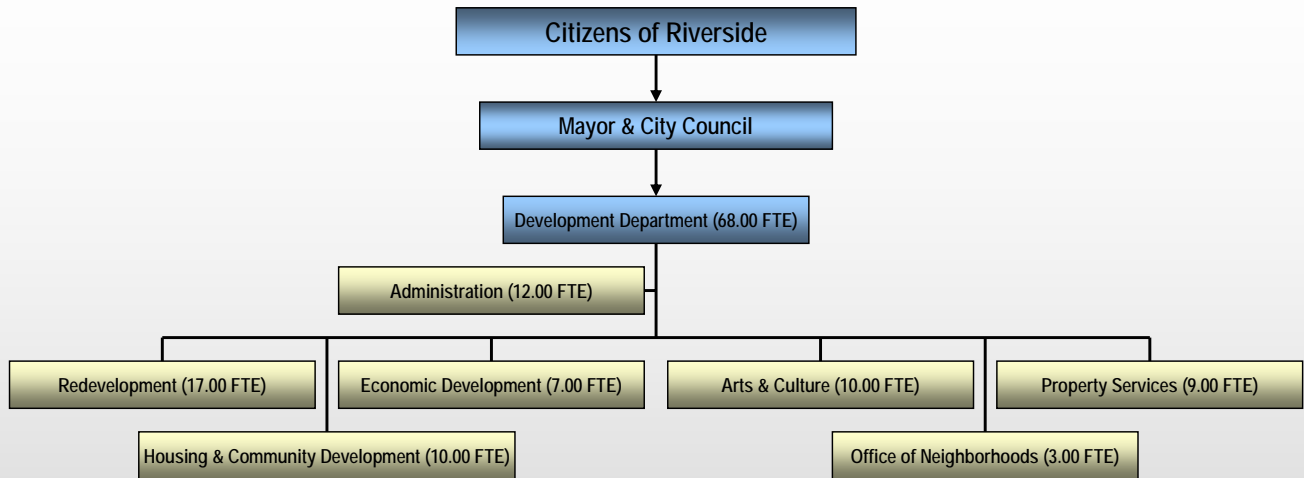 Citizens of Riverside
Mayor & City Council
Development Department (68.00 FTE)
Administration (12.00 FTE)
Redevelopment (17.00 FTE)
Economic Development (7.00 FTE)
Arts & Culture (10.00 FTE)
Property Services (9.00 FTE)
Housing & Community Development (10.00 FTE)
Office of Neighborhoods (3.00 FTE)